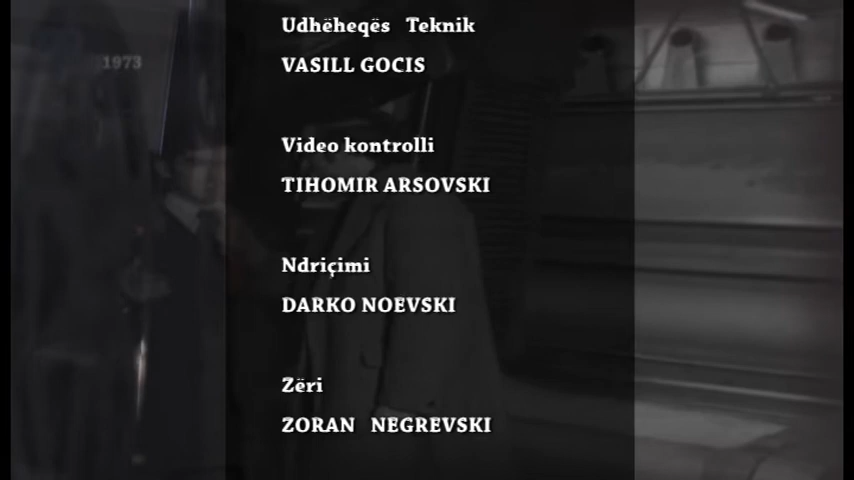 Udhëheqës Teknik
VASILL GOCIS
1973
Video kontrolli
TIHOMIR ARSOVSKI
Ndriçimi
DARKO NOEVSKI
Zëri
ZORAN NEGREVSKI